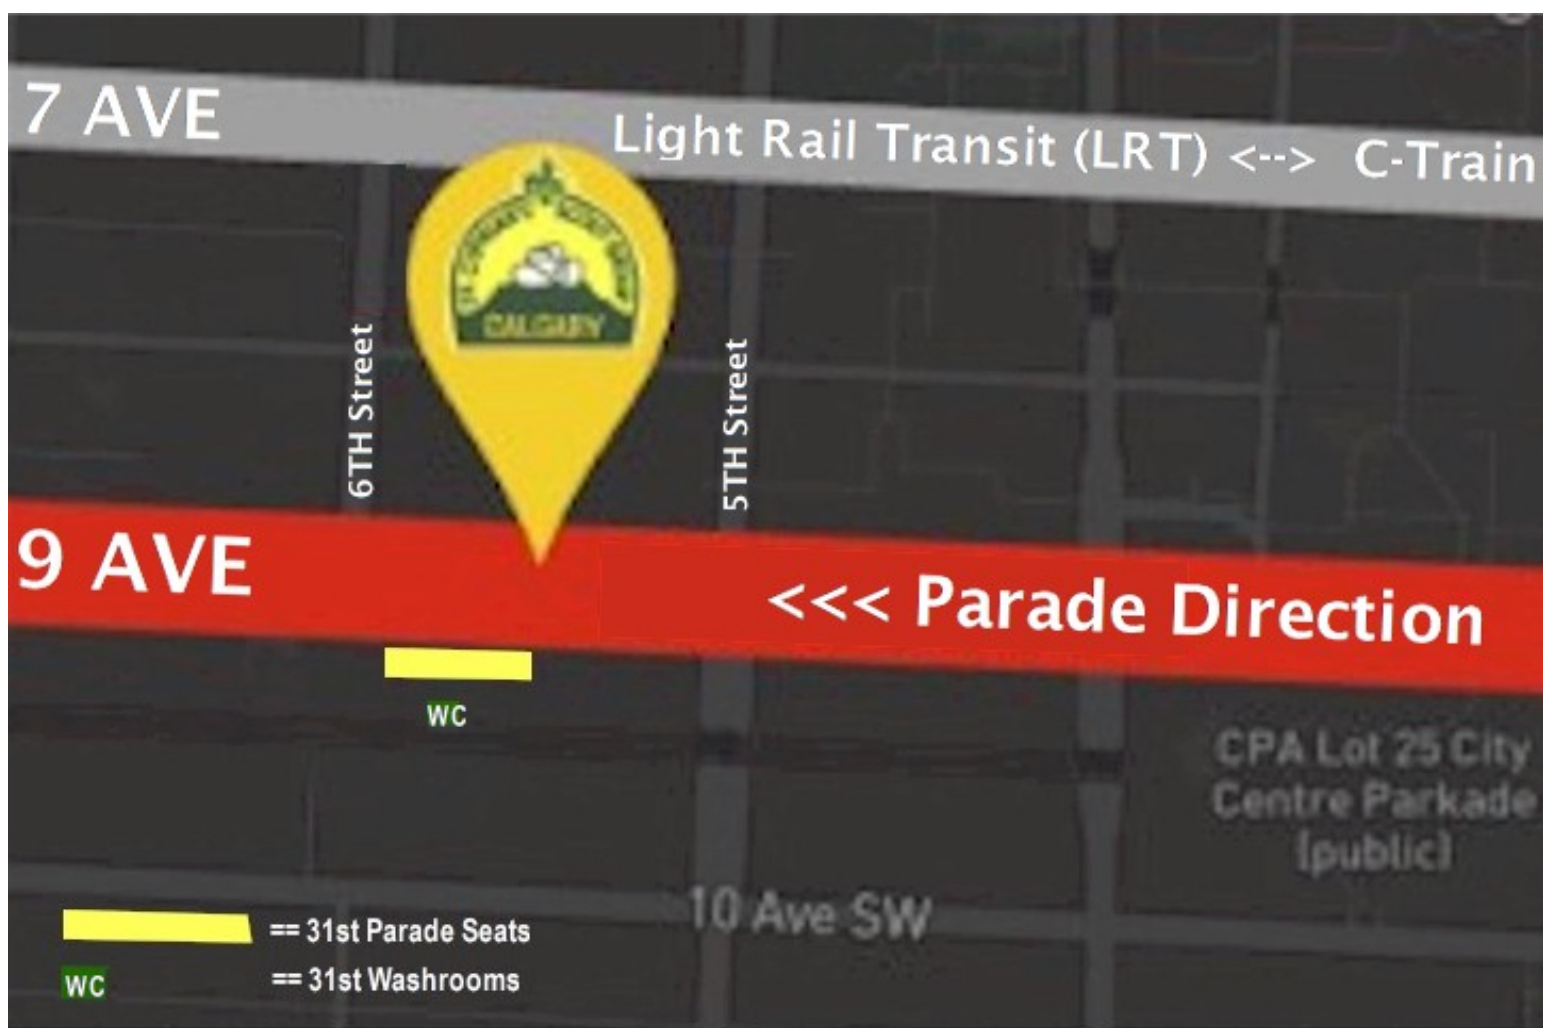 7 AVE
Light Rail Transit (LRT) <--> C-Train
CALGARY
6TH Street
5TH Street
9 AVE
<<< Parade Direction
WC
CPA Lot 25 City
Centre Parkade
(public)
10 Ave SW
== 31st Parade Seats
WC == 31st Washrooms